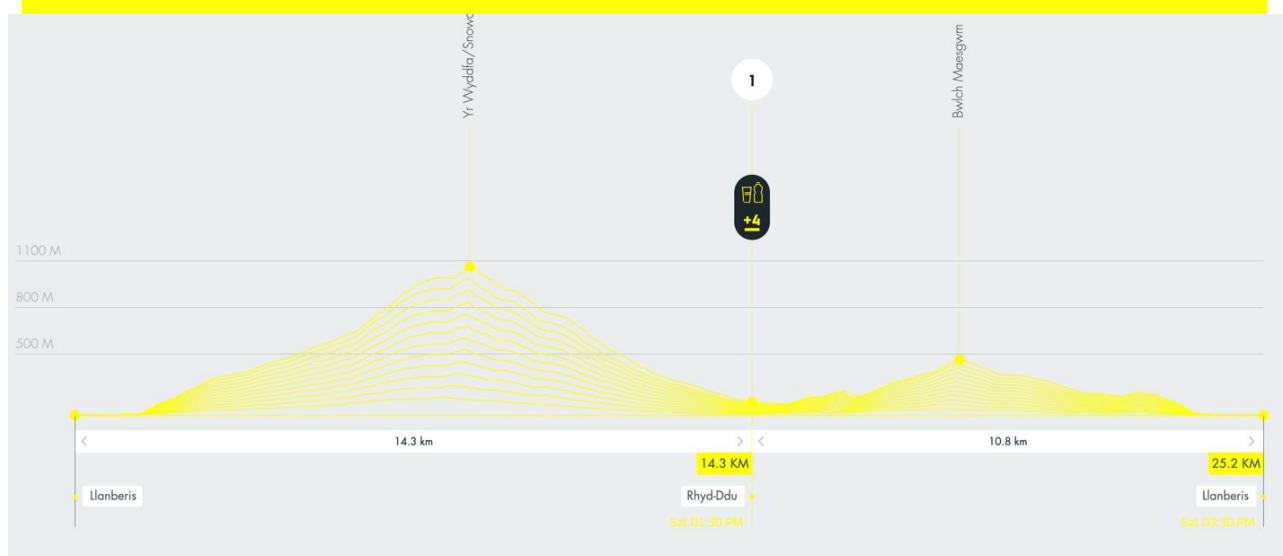 Yr Wyddfa/Snowd
1
Bwlch Maesgwm
+4
1100 M
800 M
500 M
14.3 km
10.8 km
14.3 KM
25.2 KM
Llanberis
Rhyd-Ddu
Llanberis
Sat 01:30 PM
Sat 03:30 PM